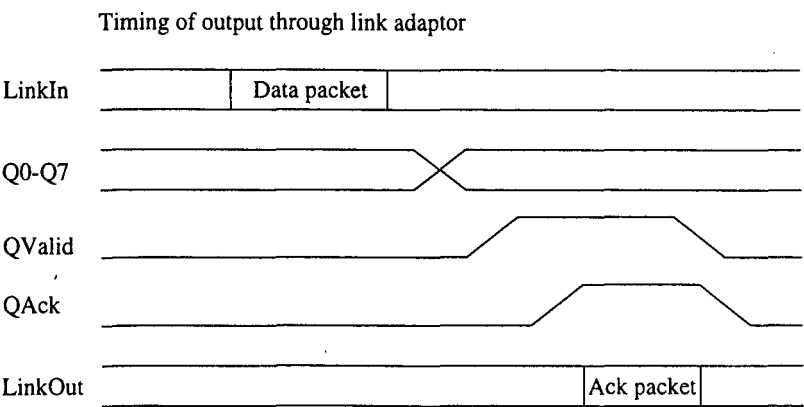 Timing of output through link adaptor
LinkIn
Data packet
Q0-Q7
QValid
QAck
LinkOut
Ack packet